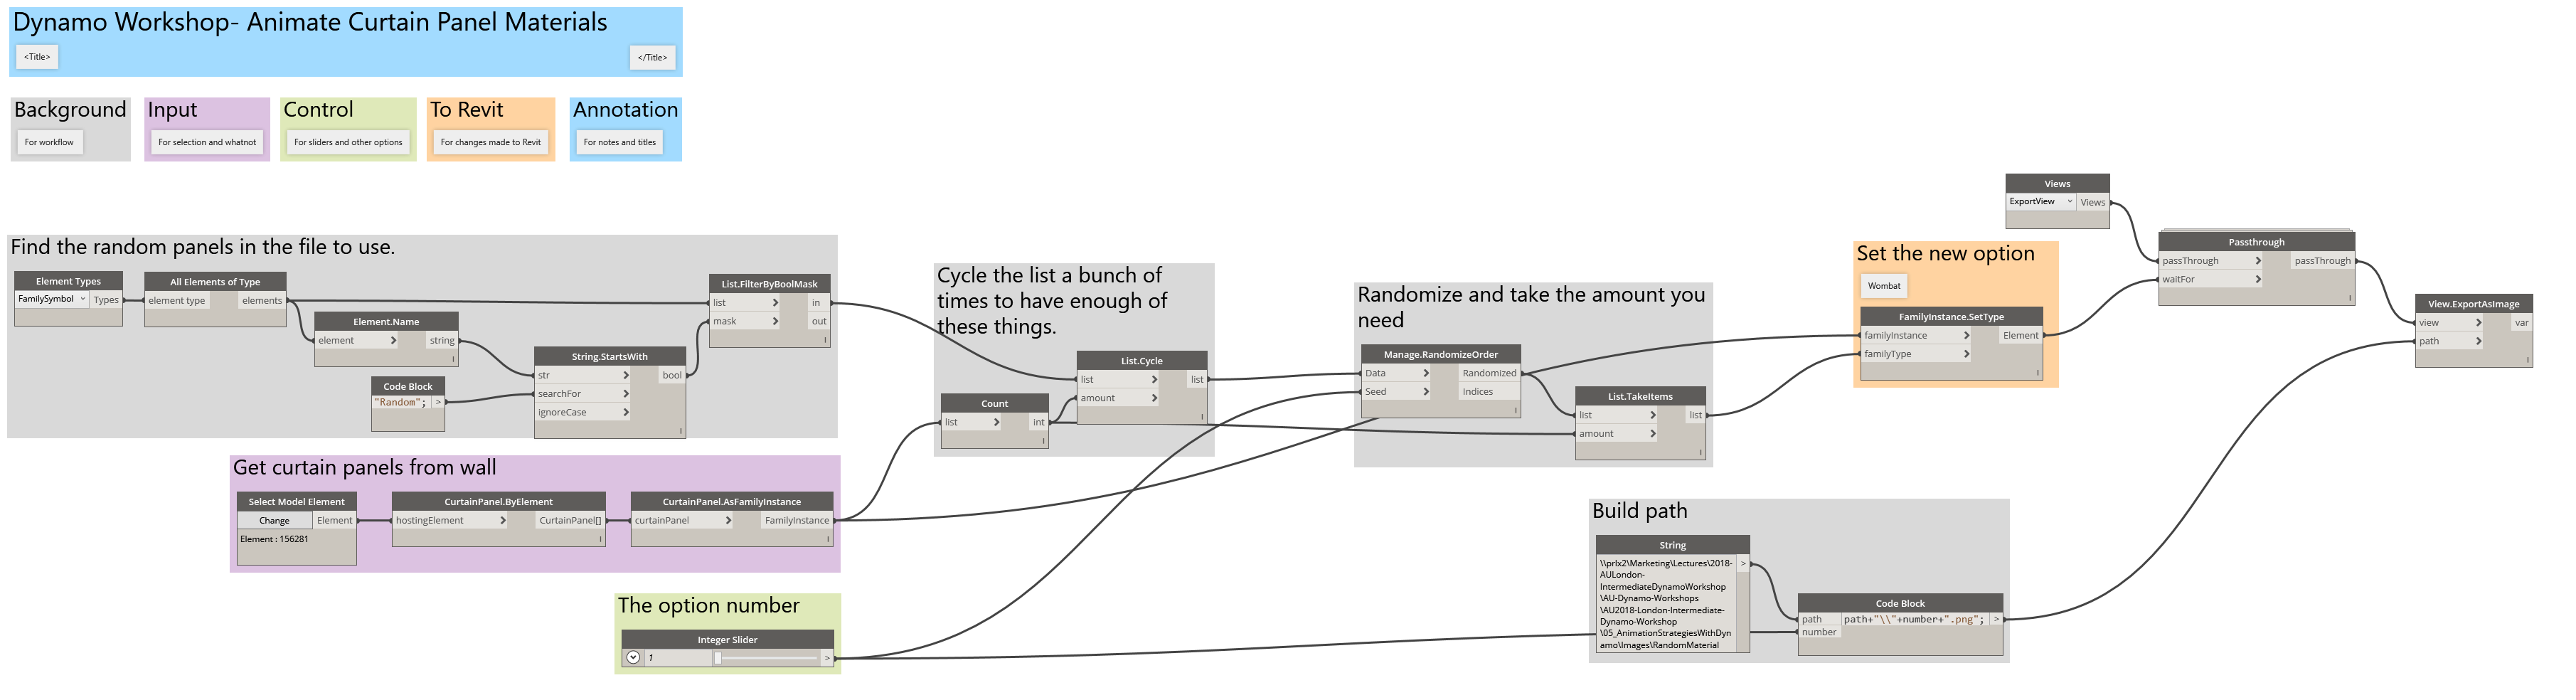 Dynamo Workshop- Animate Curtain Panel Materials
<Title>
</Title>
Background
For workflow
Input
For selection and whatnot
Control
For sliders and other options
To Revit
For changes made to Revit
Annotation
For notes and titles
Find the random panels in the file to use.
Element Types
FamilySymbol
Types
All Elements of Type
element type
elements
Element.Name
element >
string
Code Block
"Random"; >
String.StartsWith
str >
bool
searchFor >
ignoreCase >
List.FilterByBoolMask
list >
in
mask >
out
Get curtain panels from wall
Select Model Element
Change
Element
Element : 156281
CurtainPanel.ByElement
hostingElement >
CurtainPanel[]
CurtainPanel.AsFamilyInstance
curtainPanel >
FamilyInstance
The option number
Integer Slider
1
>
Cycle the list a bunch of
times to have enough of
these things.
Count
list >
int
List.Cycle
list >
list
amount >
Randomize and take the amount you
need
Manage.RandomizeOrder
Data >
Randomized
Seed >
Indices
List.TakeItems
list >
list
amount >
Set the new option
Wombat
FamilyInstance.SetType
familyInstance >
Element
familyType >
Views
ExportView
Views
Passthrough
passThrough >
passThrough
waitFor >
View.ExportAsImage
view >
var
path >
Build path
String
\\prlx2\Marketing\Lectures\2018-
AULondon-
IntermediateDynamoWorkshop
\AU-Dynamo-Workshops
\AU2018-London-Intermediate-
Dynamo-Workshop
\05_AnimationStrategiesWithDyn
amo\Images\RandomMaterial
>
Code Block
path
path+"\\"+number+".png"; >
number